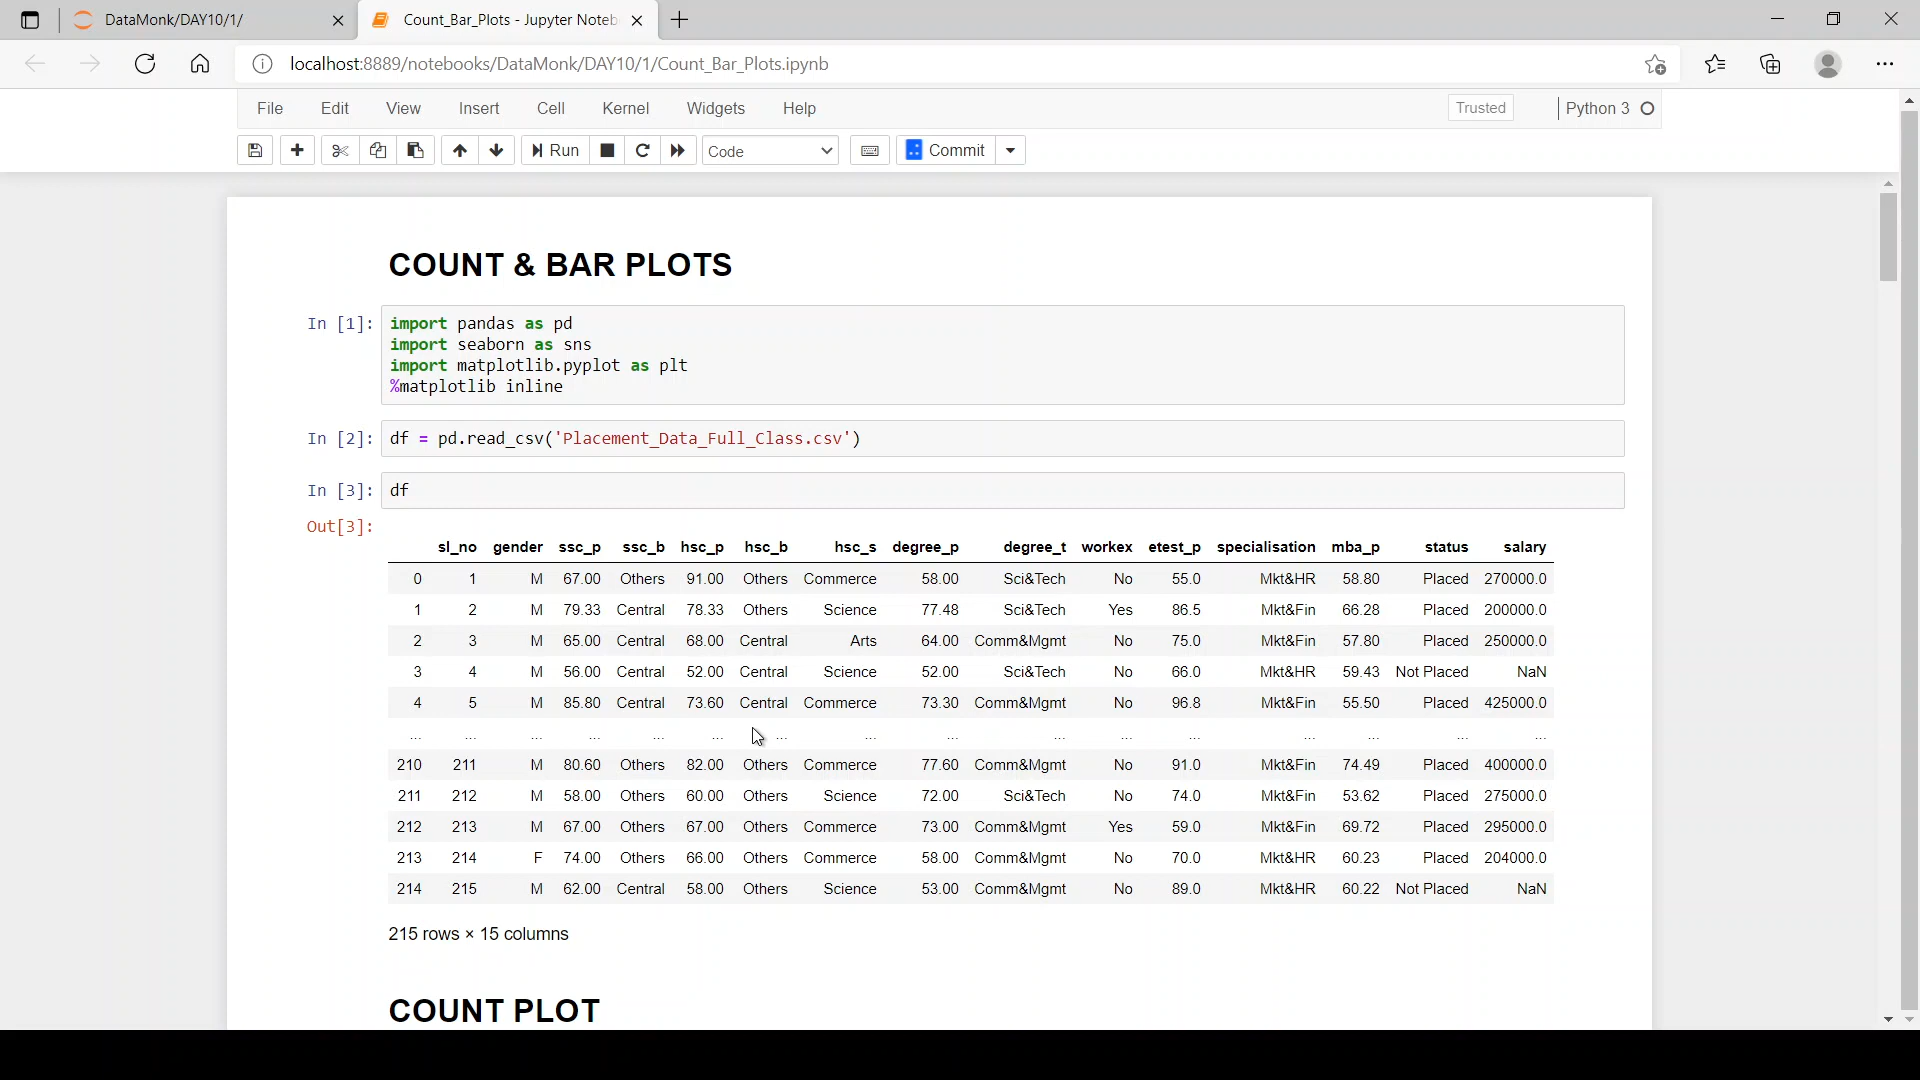 DataMonk/DAY10/1/
Count_Bar_Plots - Jupyter Noteb
localhost:8889/notebooks/DataMonk/DAY10/1/Count_Bar_Plots.ipynb
File Edit View Insert Cell Kernel Widgets Help Trusted Python 3
Run Code Commit
COUNT & BAR PLOTS
In [1]: import pandas as pd
import seaborn as sns
import matplotlib.pyplot as plt
%matplotlib inline
In [2]: df = pd.read_csv('Placement_Data_Full_Class.csv')
In [3]: df
Out[3]:
sl_no gender ssc_p ssc_b hsc_p hsc_b hsc_s degree_p degree_t workex etest_p specialisation mba_p status salary
0 1 M 67.00 Others 91.00 Others Commerce 58.00 Sci&Tech No 55.0 Mkt&HR 58.80 Placed 270000.0
1 2 M 79.33 Central 78.33 Others Science 77.48 Sci&Tech Yes 86.5 Mkt&Fin 66.28 Placed 200000.0
2 3 M 65.00 Central 68.00 Central Arts 64.00 Comm&Mgmt No 75.0 Mkt&Fin 57.80 Placed 250000.0
3 4 M 56.00 Central 52.00 Central Science 52.00 Sci&Tech No 66.0 Mkt&HR 59.43 Not Placed NaN
4 5 M 85.80 Central 73.60 Central Commerce 73.30 Comm&Mgmt No 96.8 Mkt&Fin 55.50 Placed 425000.0
... ... ... ... ... ... ... ... ... ... ... ... ... ... ... ...
210 211 M 80.60 Others 82.00 Others Commerce 77.60 Comm&Mgmt No 91.0 Mkt&Fin 74.49 Placed 400000.0
211 212 M 58.00 Others 60.00 Others Science 72.00 Sci&Tech No 74.0 Mkt&Fin 53.62 Placed 275000.0
212 213 M 67.00 Others 67.00 Others Commerce 73.00 Comm&Mgmt Yes 59.0 Mkt&Fin 69.72 Placed 295000.0
213 214 F 74.00 Others 66.00 Others Commerce 58.00 Comm&Mgmt No 70.0 Mkt&HR 60.23 Placed 204000.0
214 215 M 62.00 Central 58.00 Others Science 53.00 Comm&Mgmt No 89.0 Mkt&HR 60.22 Not Placed NaN
215 rows × 15 columns
COUNT PLOT